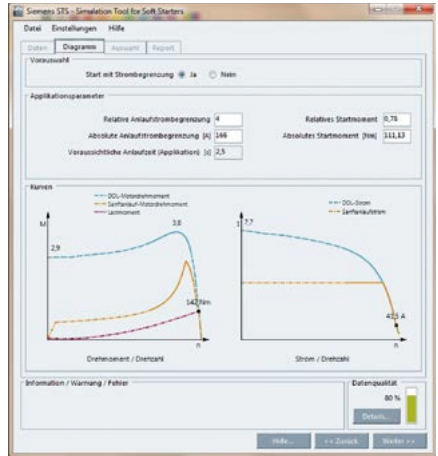 Siemens STS - Simulation Tool for Soft Starters
Datei Einstellungen Hilfe
Daten Diagramm Auswahl Report
Vorauswahl
Start mit Strombegrenzung Ja Nein
Applikationsparameter
Relative Anlaufstrombegrenzung 4 Relatives Startmoment 0,78
Absolute Anlaufstrombegrenzung [A] 166 Absolutes Startmoment [Nm] 111,13
Voraussichtliche Anlaufzeit (Applikation) [s] 2,5
Kurven
DOL-Motordrehmoment
Sanftanlauf-Motordrehmoment
Lastmoment
DOL-Strom
Sanftanlaufstrom
M
3,8
2,9
142 Nm
n
Drehmoment / Drehzahl
I
7,7
41,5 A
n
Strom / Drehzahl
Information / Warnung / Fehler
Datenqualität
80 %
Details...
Hilfe... << Zurück Weiter >>